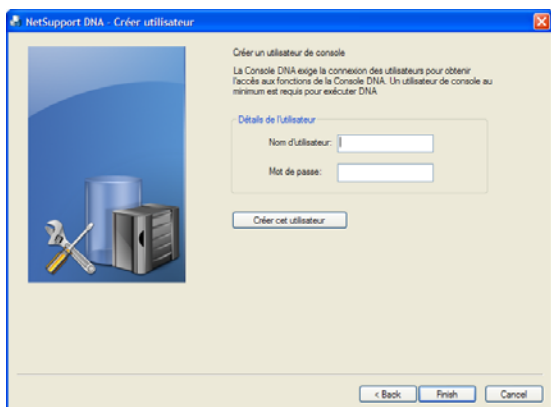 NetSupport DNA - Créer utilisateur
Créer un utilisateur de console
La Console DNA exige la connexion des utilisateurs pour obtenir
l'accès aux fonctions de la Console DNA. Un utilisateur de console au
minimum est requis pour exécuter DNA
Détails de l'utilisateur
Nom d'utilisateur:
Mot de passe:
Créer cet utilisateur
< Back
Finish
Cancel